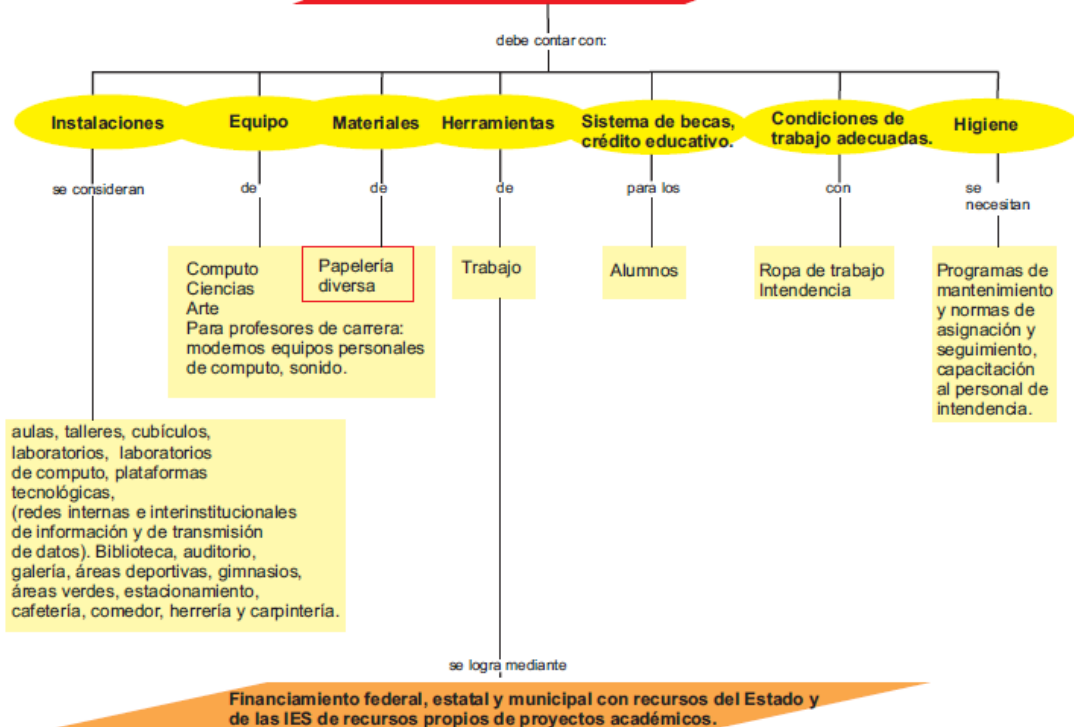 debe contar con:
Instalaciones
Equipo
Materiales
Herramientas
Sistema de becas,
crédito educativo.
Condiciones de
trabajo adecuadas.
Higiene
se consideran
de
de
de
para los
con
se
necesitan
Computo
Ciencias
Arte
Para profesores de carrera:
modernos equipos personales
de computo, sonido.
Papelería
diversa
Trabajo
Alumnos
Ropa de trabajo
Intendencia
Programas de
mantenimiento
y normas de
asignación y
seguimiento,
capacitación
al personal de
intendencia.
aulas, talleres, cubículos,
laboratorios, laboratorios
de computo, plataformas
tecnológicas,
(redes internas e interinstitucionales
de información y de transmisión
de datos). Biblioteca, auditorio,
galería, áreas deportivas, gimnasios,
áreas verdes, estacionamiento,
cafetería, comedor, herrería y carpintería.
se logra mediante
Financiamiento federal, estatal y municipal con recursos del Estado y
de las IES de recursos propios de proyectos académicos.